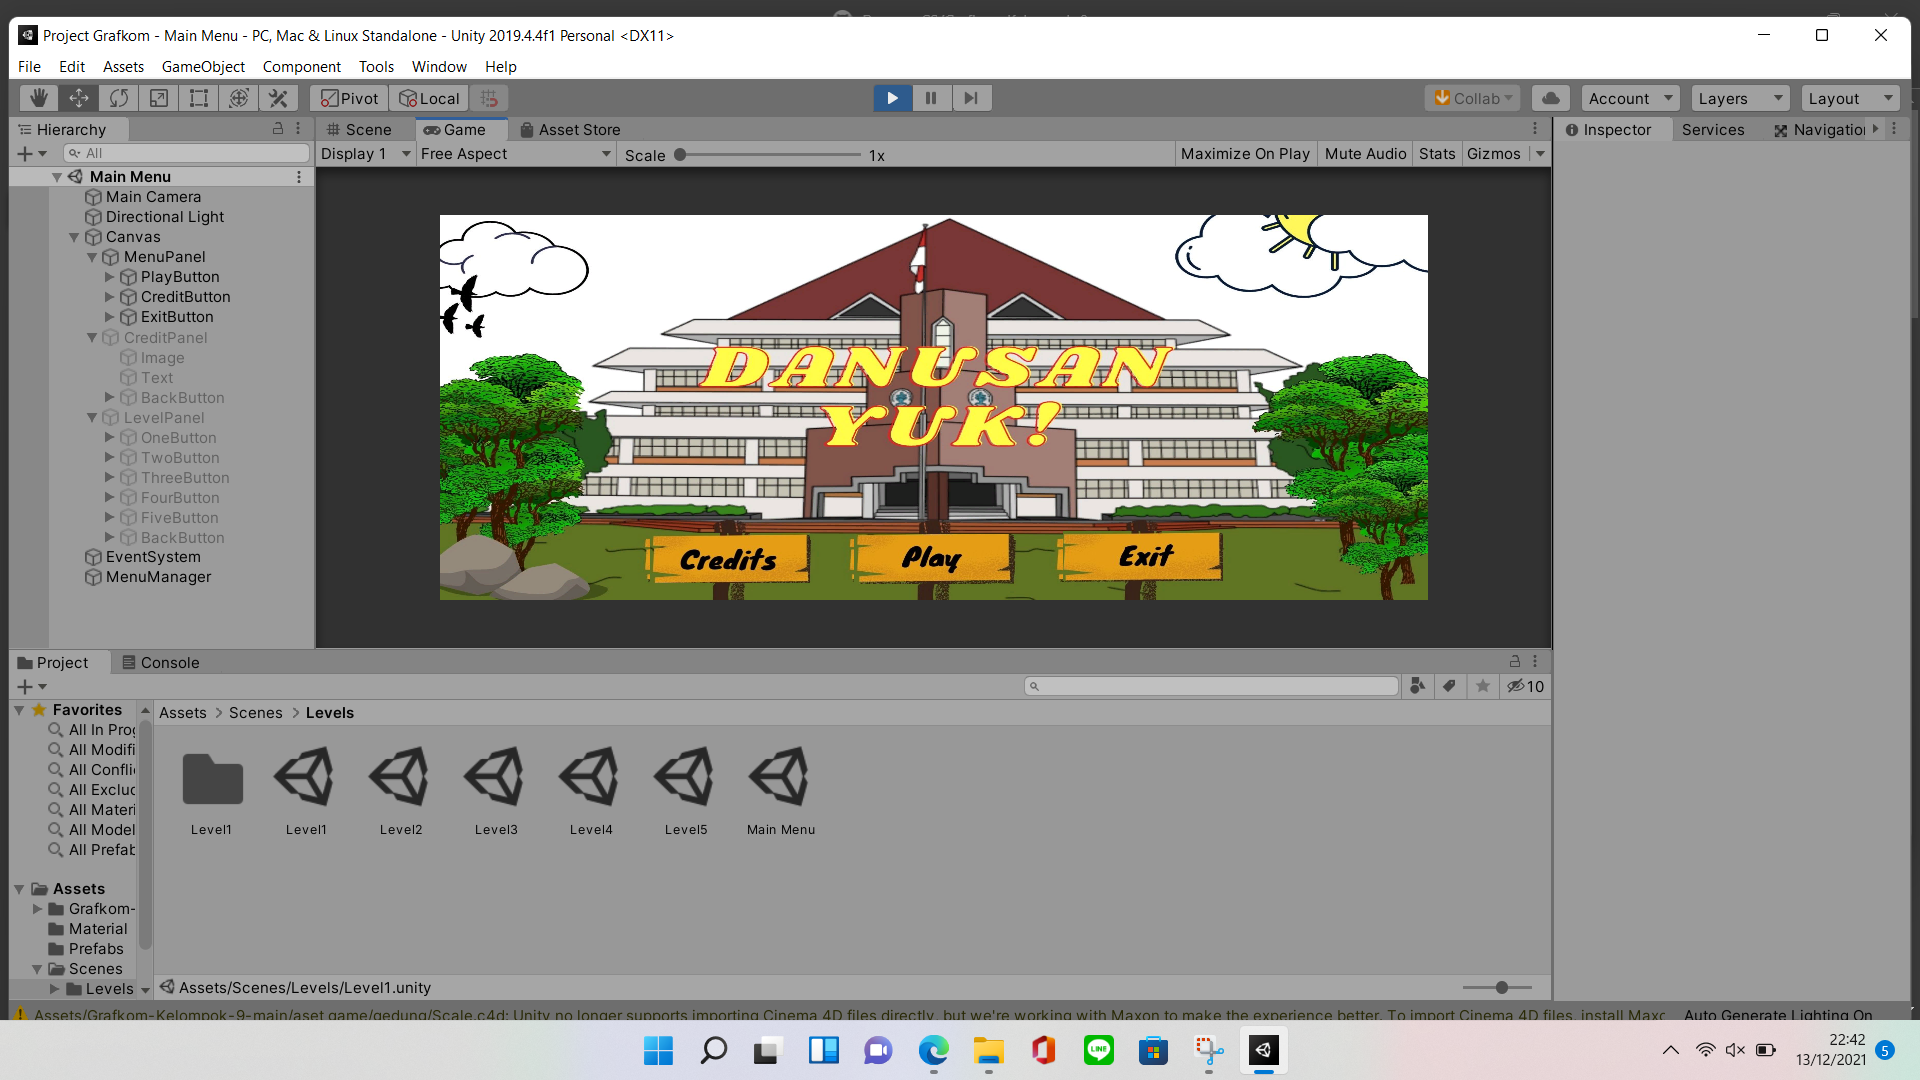 Project Grafkom - Main Menu - PC, Mac & Linux Standalone - Unity 2019.4.4f1 Personal <DX11>
File Edit Assets GameObject Component Tools Window Help
Pivot Local Collab Account Layers Layout
Hierarchy
All
Main Menu
Main Camera
Directional Light
Canvas
MenuPanel
PlayButton
CreditButton
ExitButton
CreditPanel
Image
Text
BackButton
LevelPanel
OneButton
TwoButton
ThreeButton
FourButton
FiveButton
BackButton
EventSystem
MenuManager
Scene Game Asset Store
Display 1 Free Aspect Scale 1x Maximize On Play Mute Audio Stats Gizmos
DANUSAN
YUK!
Credits Play Exit
Inspector Services Navigatio
Project Console
10
Favorites
All In Prog
All Modifi
All Confli
All Exclud
All Materi
All Model
All Prefab
Assets
Grafkom-
Material
Prefabs
Scenes
Levels
Assets > Scenes > Levels
Level1 Level1 Level2 Level3 Level4 Level5 Main Menu
Assets/Scenes/Levels/Level1.unity
Assets/Grafkom-Kelompok-9-main/aset game/gedung/Scale.c4d: Unity no longer supports importing Cinema 4D files directly, but we're working with Maxon to make the experience better. To import Cinema 4D files, install Maxo
Auto Generate Lighting On
LINE
22:42
13/12/2021
5